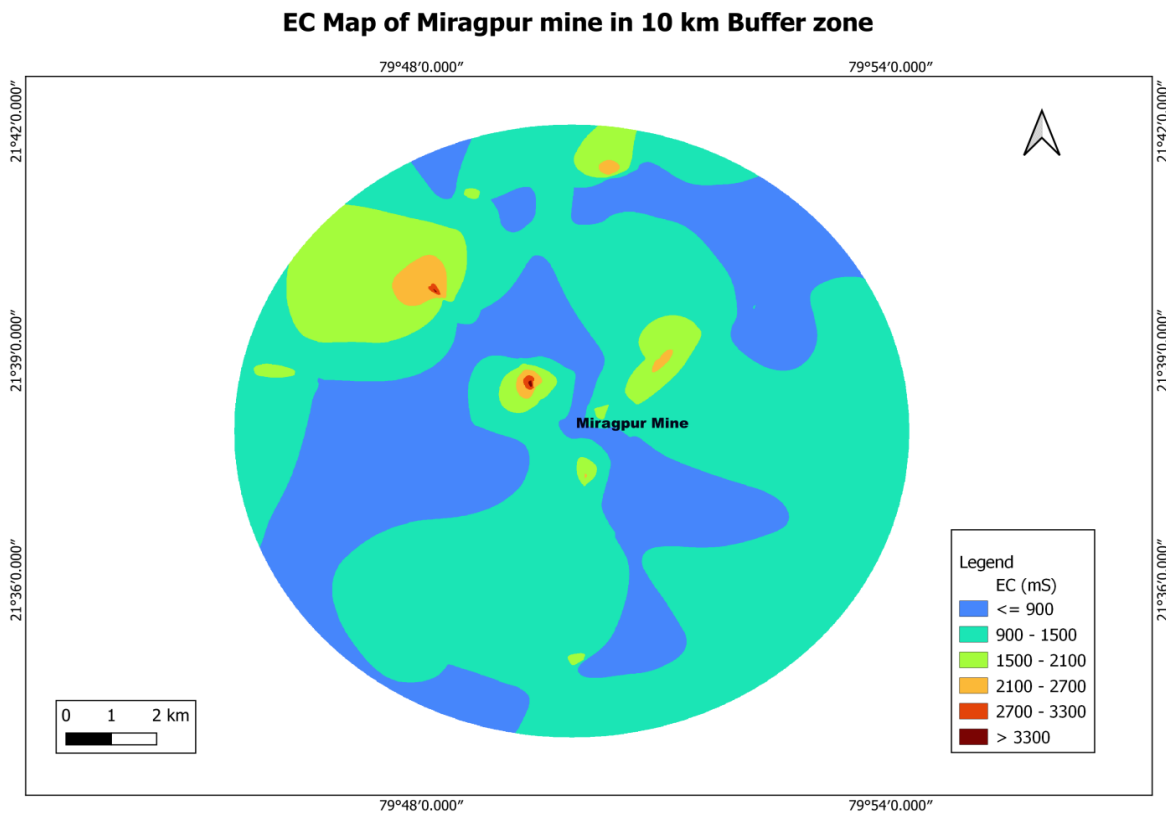 EC Map of Miragpur mine in 10 km Buffer zone
79°48′0.000″ 79°54′0.000″
21°42′0.000″ 21°42′0.000″
21°39′0.000″ 21°39′0.000″
Miragpur Mine
21°36′0.000″ 21°36′0.000″
Legend
EC (mS)
<= 900
900 - 1500
1500 - 2100
2100 - 2700
2700 - 3300
> 3300
0 1 2 km
79°48′0.000″ 79°54′0.000″